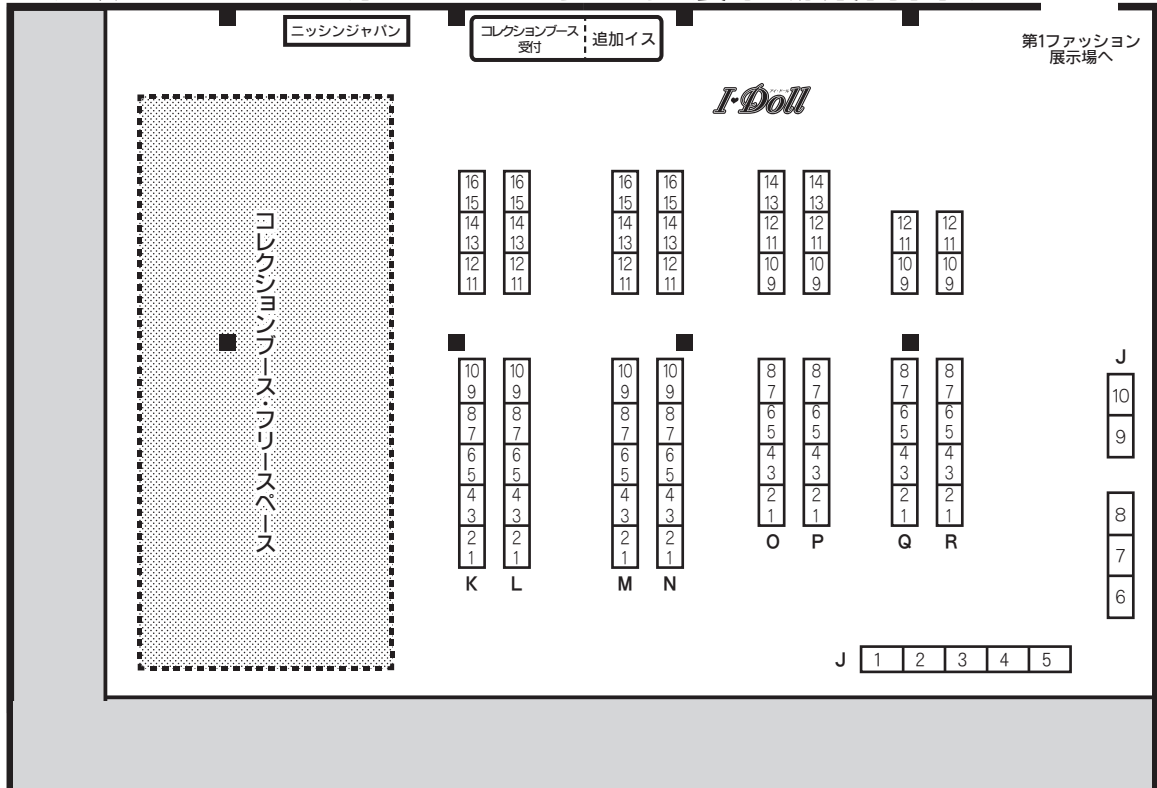 ニッシンジャパン
コレクションブース
受付
追加イス
第1ファッション
展示場へ
I・Doll
コレクションブース・フリースペース
16 16 16 16 14 14
15 15 15 15 13 13
14 14 14 14 12 12 12 12
13 13 13 13 11 11 11 11
12 12 12 12 10 10 10 10
11 11 11 11 9 9 9 9
J
10 10 10 10 8 8 8 8 10
9 9 9 9 7 7 7 7
8 8 8 8 6 6 6 6 9
7 7 7 7 5 5 5 5
6 6 6 6 4 4 4 4
5 5 5 5 3 3 3 3
4 4 4 4 2 2 2 2
3 3 3 3 1 1 1 1 8
2 2 2 2 O P Q R
1 1 1 1 7
K L M N
6
J 1 2 3 4 5